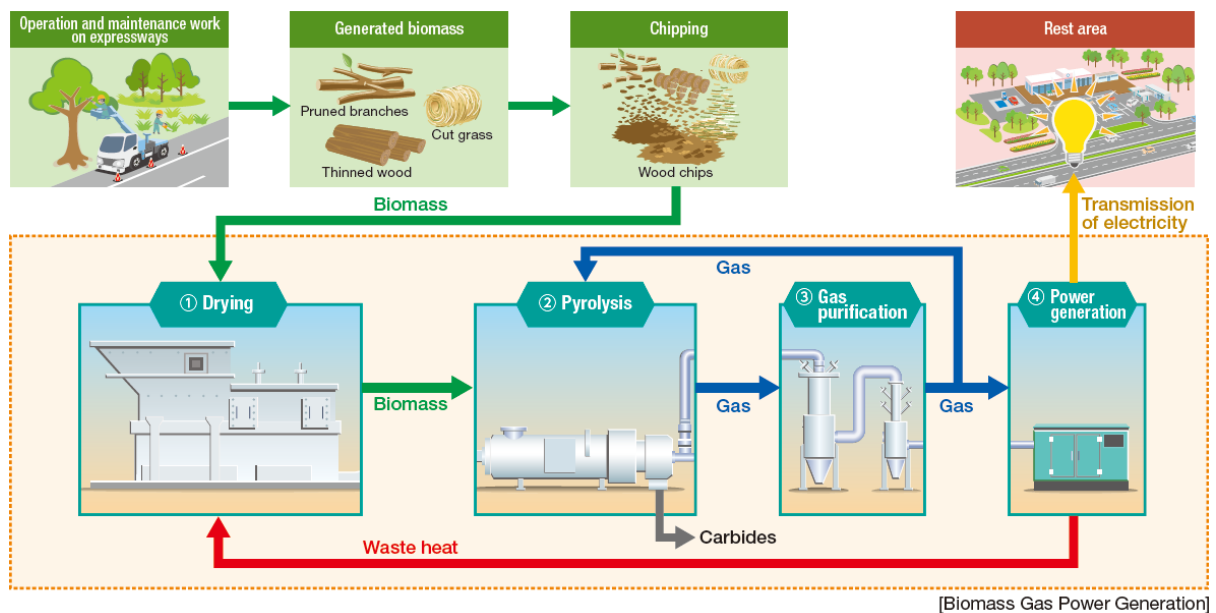 Operation and maintenance work
on expressways
Generated biomass
Chipping
Rest area
Pruned branches
Cut grass
Thinned wood
Wood chips
Biomass
Transmission
of electricity
Gas
① Drying
② Pyrolysis
③ Gas
purification
④ Power
generation
Biomass
Gas
Gas
Carbides
Waste heat
[Biomass Gas Power Generation]